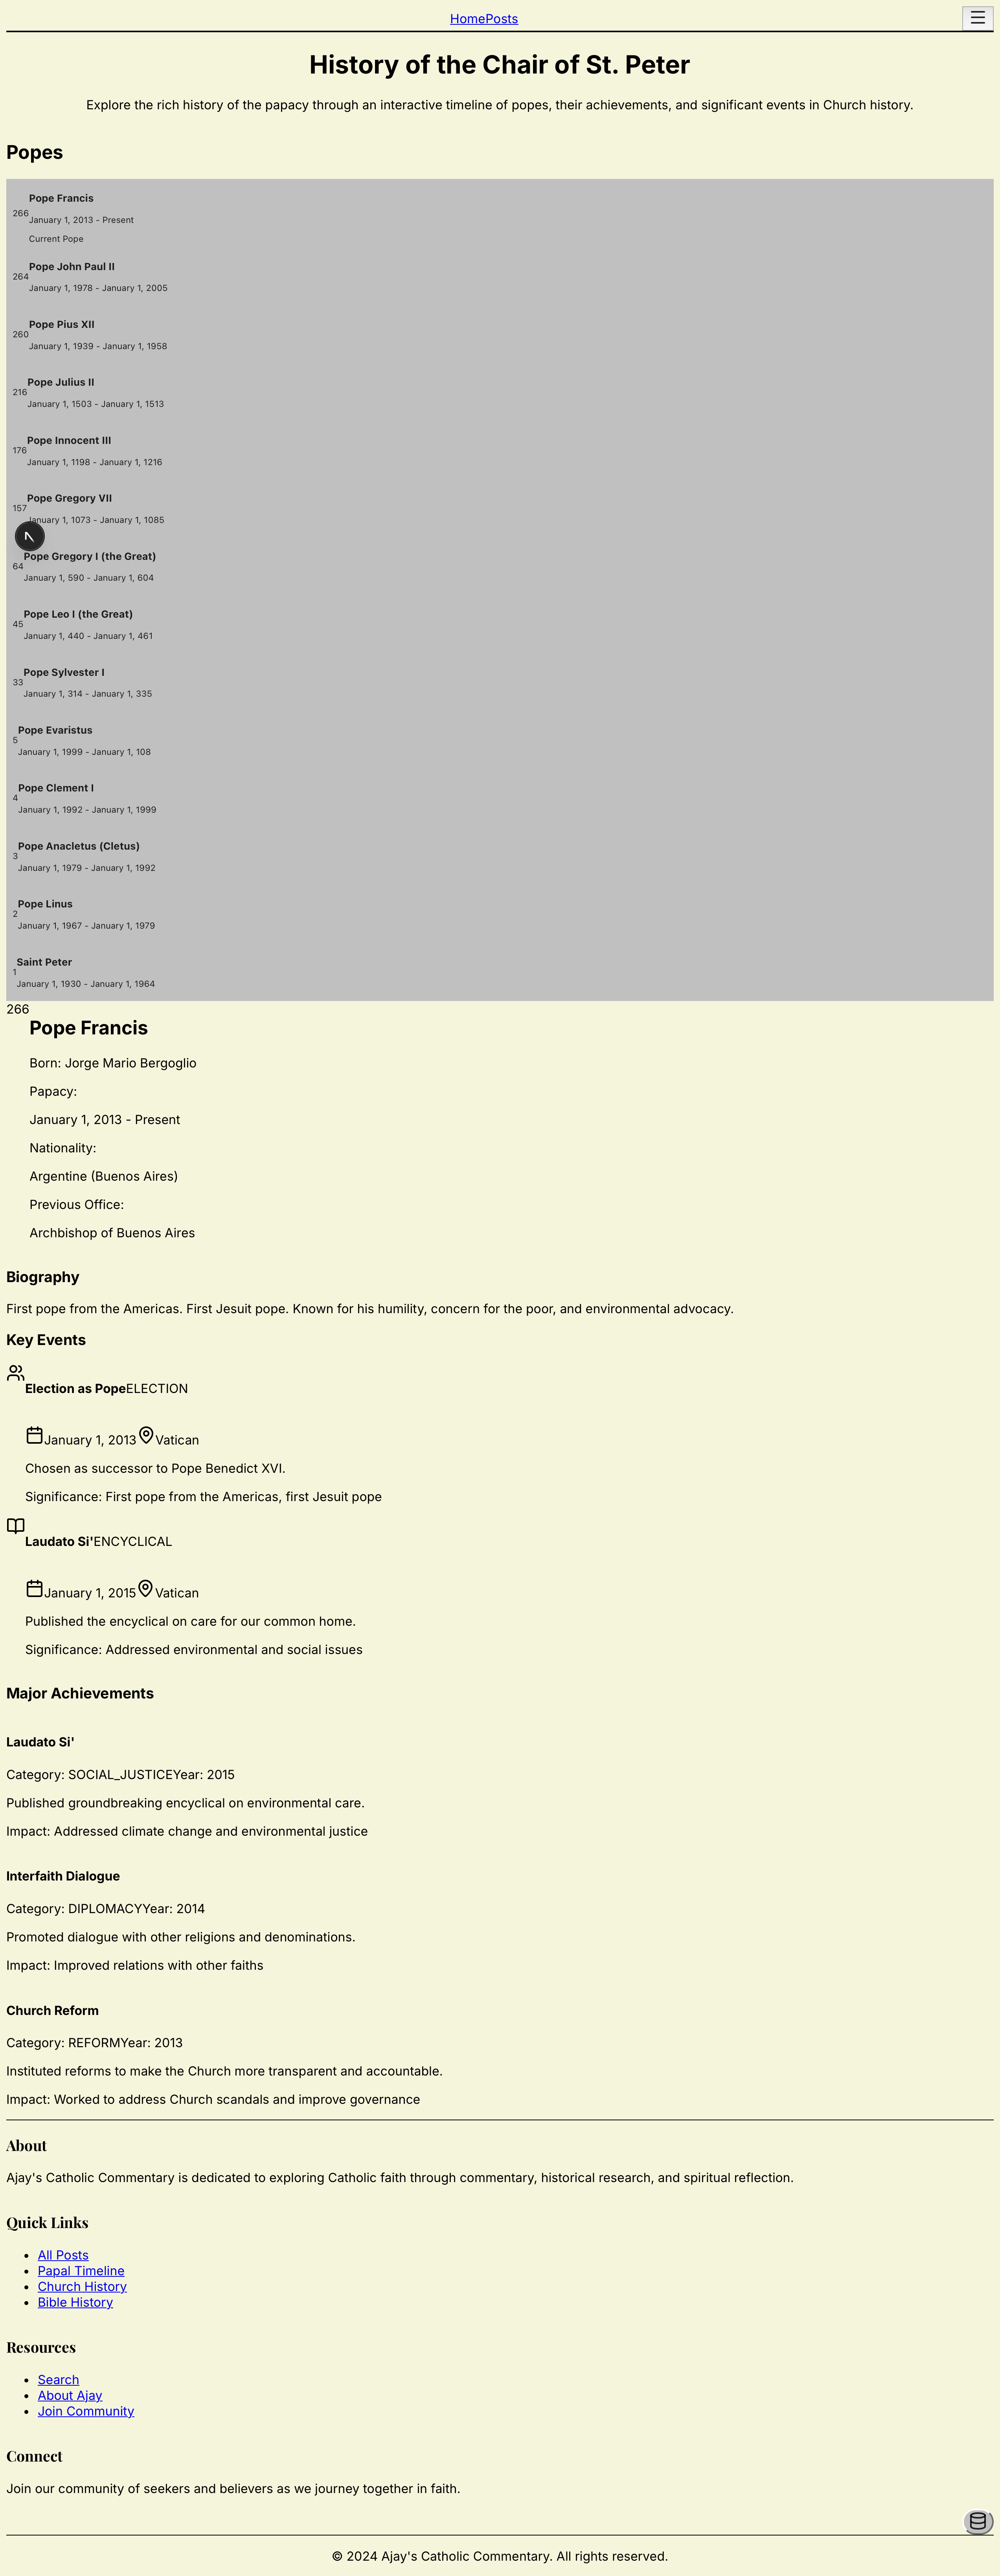 HomePosts
History of the Chair of St. Peter
Explore the rich history of the papacy through an interactive timeline of popes, their achievements, and significant events in Church history.
Popes
266
Pope Francis
January 1, 2013 - Present
Current Pope
264
Pope John Paul II
January 1, 1978 - January 1, 2005
260
Pope Pius XII
January 1, 1939 - January 1, 1958
216
Pope Julius II
January 1, 1503 - January 1, 1513
176
Pope Innocent III
January 1, 1198 - January 1, 1216
157
Pope Gregory VII
January 1, 1073 - January 1, 1085
64
Pope Gregory I (the Great)
January 1, 590 - January 1, 604
45
Pope Leo I (the Great)
January 1, 440 - January 1, 461
33
Pope Sylvester I
January 1, 314 - January 1, 335
5
Pope Evaristus
January 1, 1999 - January 1, 108
4
Pope Clement I
January 1, 1992 - January 1, 1999
3
Pope Anacletus (Cletus)
January 1, 1979 - January 1, 1992
2
Pope Linus
January 1, 1967 - January 1, 1979
1
Saint Peter
January 1, 1930 - January 1, 1964
266
Pope Francis
Born: Jorge Mario Bergoglio
Papacy:
January 1, 2013 - Present
Nationality:
Argentine (Buenos Aires)
Previous Office:
Archbishop of Buenos Aires
Biography
First pope from the Americas. First Jesuit pope. Known for his humility, concern for the poor, and environmental advocacy.
Key Events
Election as PopeELECTION
January 1, 2013 Vatican
Chosen as successor to Pope Benedict XVI.
Significance: First pope from the Americas, first Jesuit pope
Laudato Si'ENCYCLICAL
January 1, 2015 Vatican
Published the encyclical on care for our common home.
Significance: Addressed environmental and social issues
Major Achievements
Laudato Si'
Category: SOCIAL_JUSTICEYear: 2015
Published groundbreaking encyclical on environmental care.
Impact: Addressed climate change and environmental justice
Interfaith Dialogue
Category: DIPLOMACYYear: 2014
Promoted dialogue with other religions and denominations.
Impact: Improved relations with other faiths
Church Reform
Category: REFORMYear: 2013
Instituted reforms to make the Church more transparent and accountable.
Impact: Worked to address Church scandals and improve governance
About
Ajay's Catholic Commentary is dedicated to exploring Catholic faith through commentary, historical research, and spiritual reflection.
Quick Links
• All Posts
• Papal Timeline
• Church History
• Bible History
Resources
• Search
• About Ajay
• Join Community
Connect
Join our community of seekers and believers as we journey together in faith.
© 2024 Ajay's Catholic Commentary. All rights reserved.